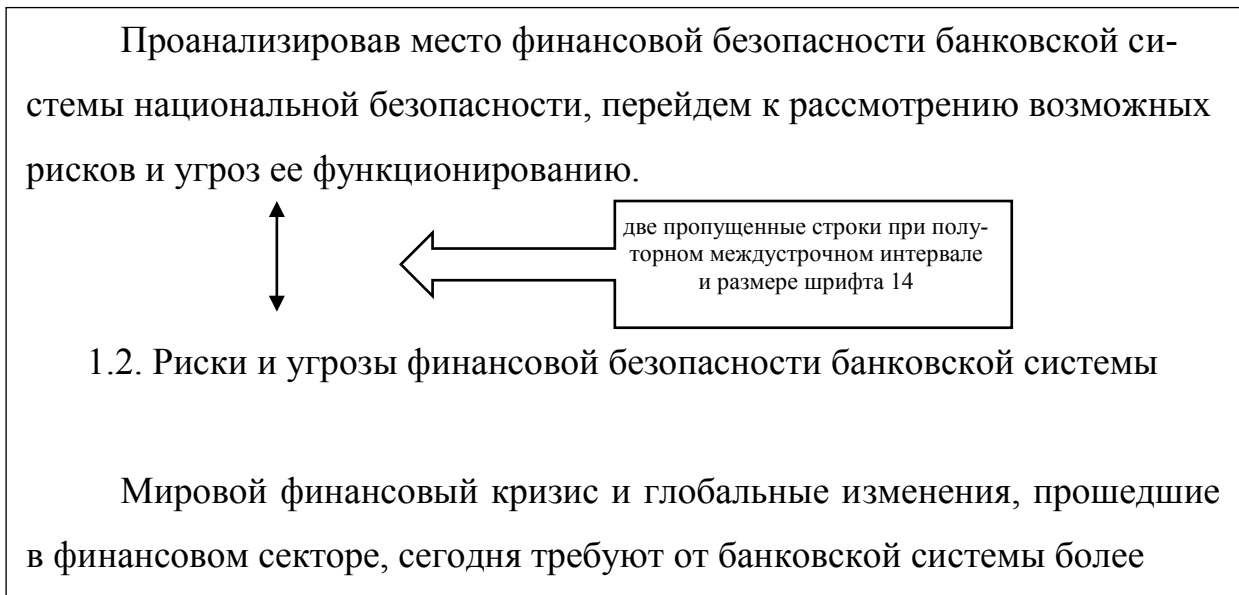 Проанализировав место финансовой безопасности банковской си-
стемы национальной безопасности, перейдем к рассмотрению возможных
рисков и угроз ее функционированию.
две пропущенные строки при полу-
торном междустрочном интервале
и размере шрифта 14
1.2. Риски и угрозы финансовой безопасности банковской системы
Мировой финансовый кризис и глобальные изменения, прошедшие
в финансовом секторе, сегодня требуют от банковской системы более